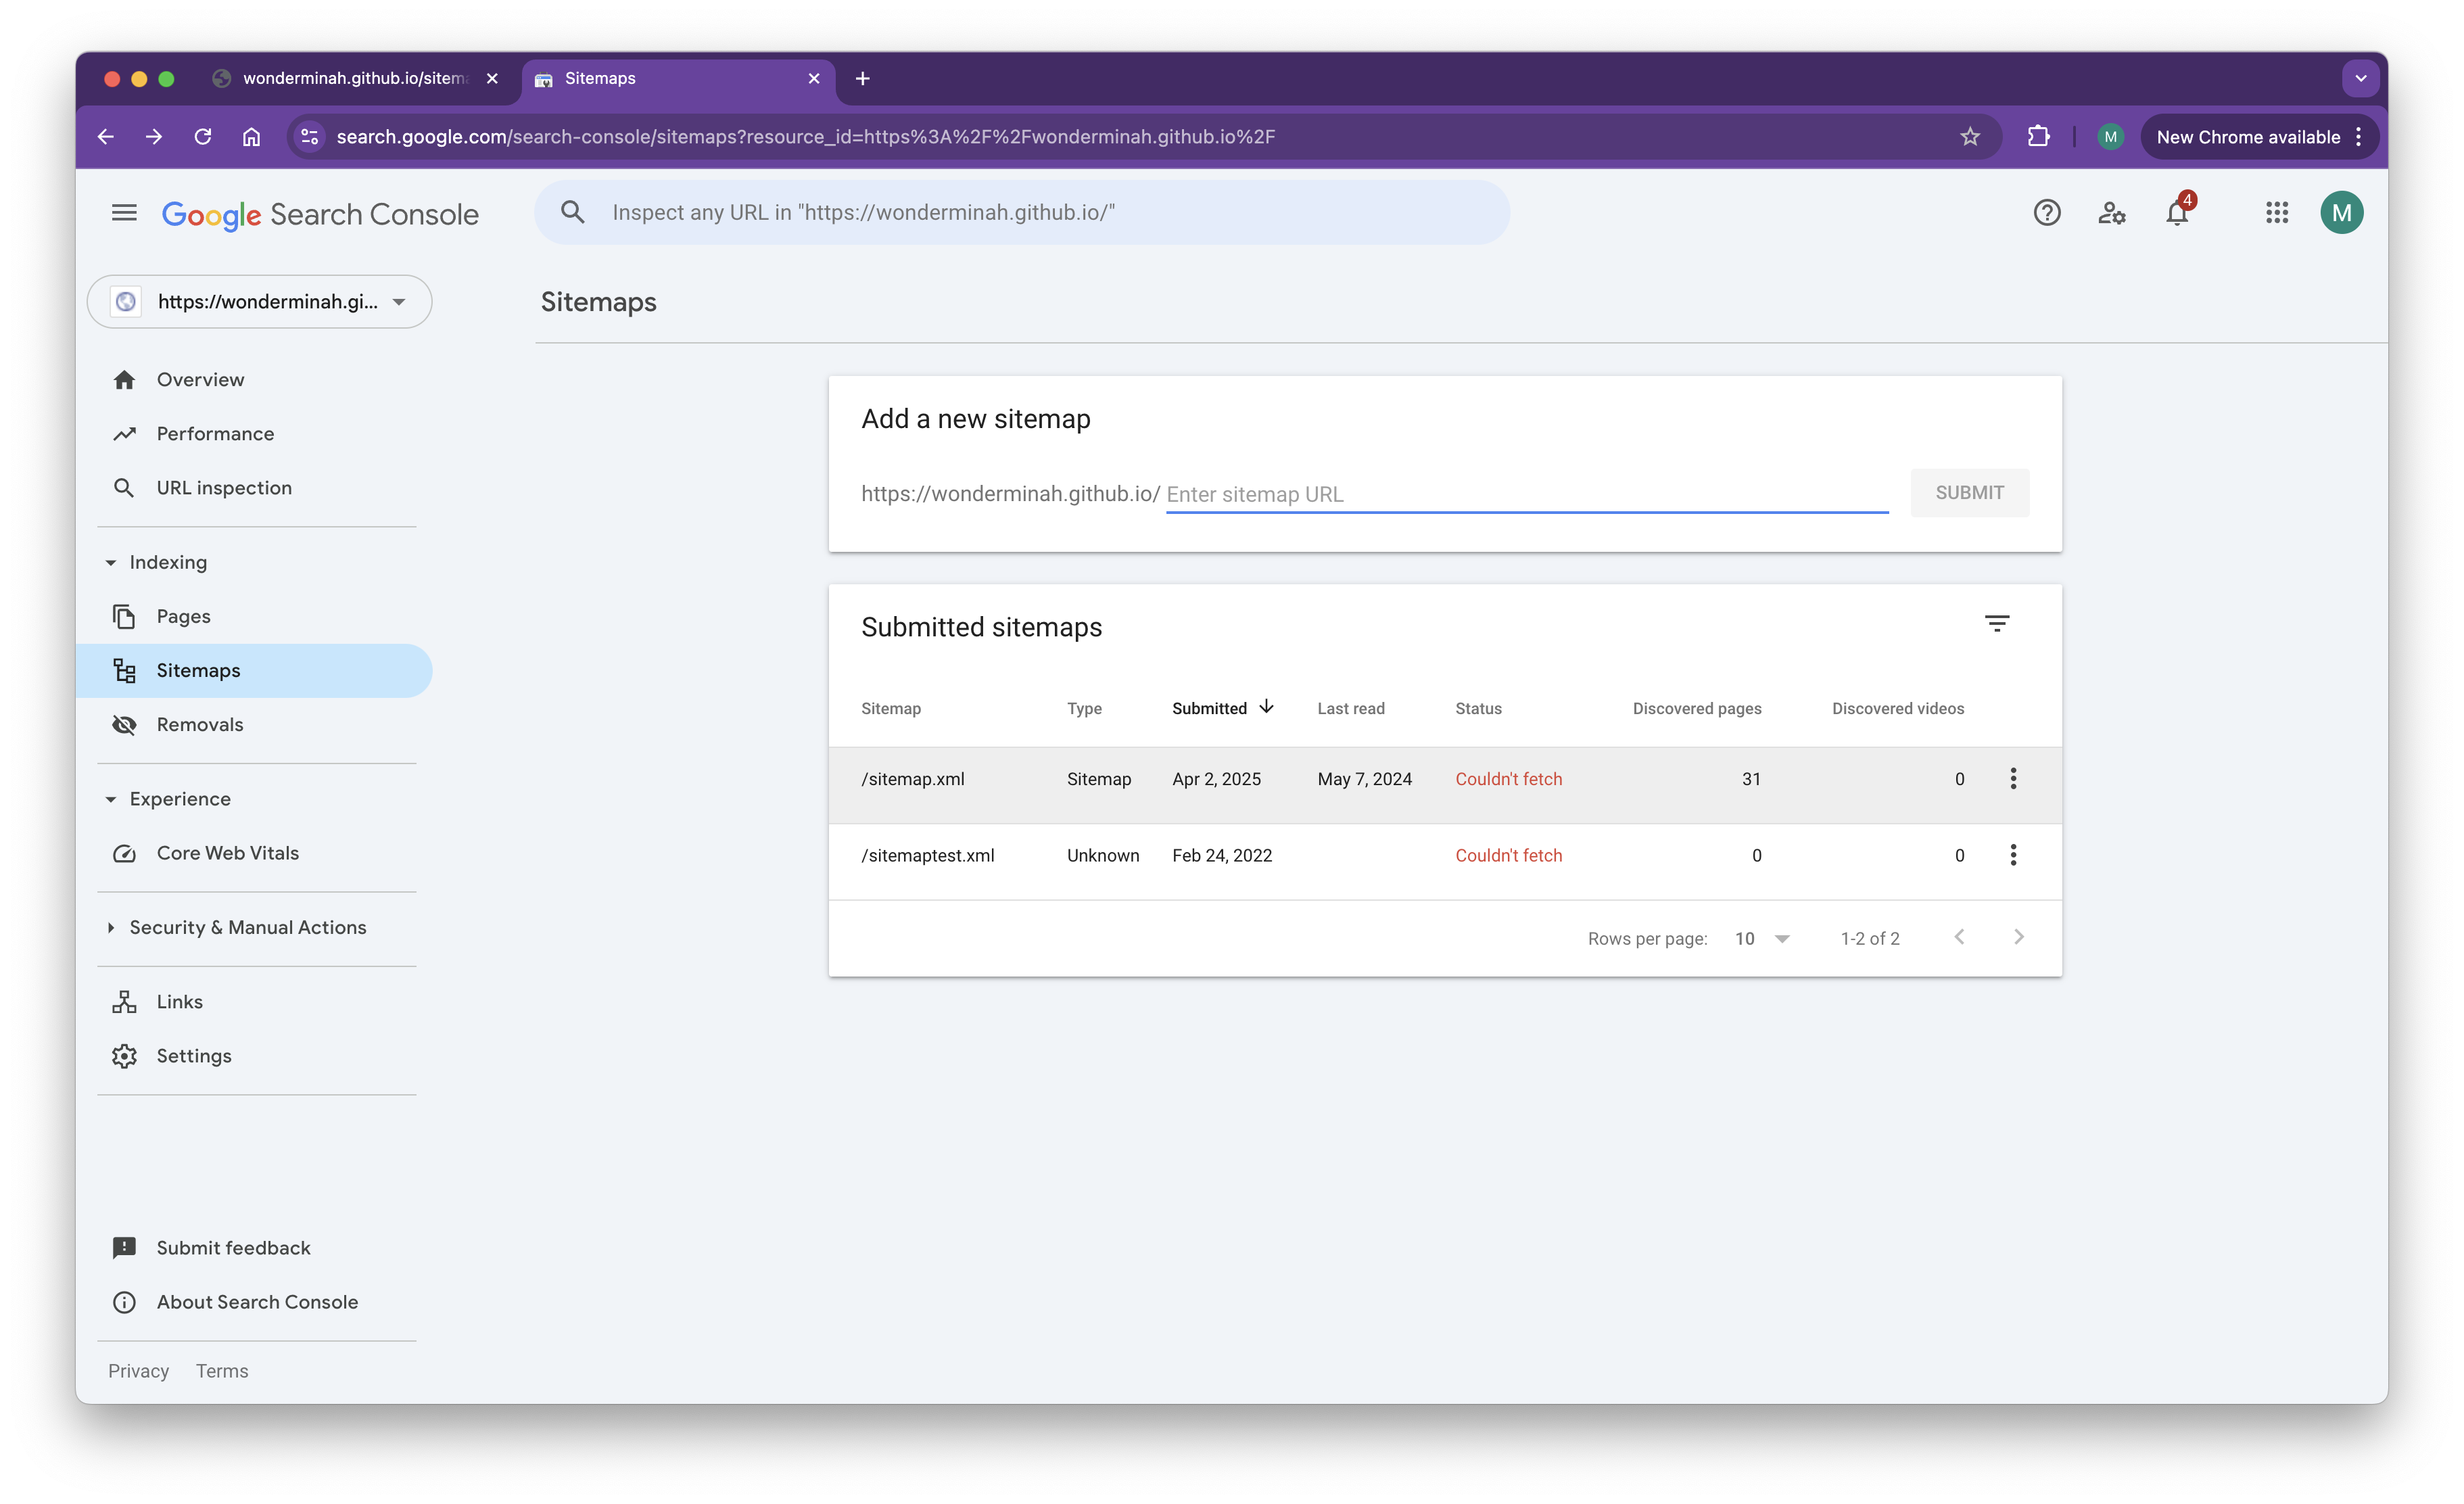 wonderminah.github.io/sitem
Sitemaps
search.google.com/search-console/sitemaps?resource_id=https%3A%2F%2Fwonderminah.github.io%2F
M
New Chrome available
Google Search Console
Inspect any URL in "https://wonderminah.github.io/"
4
M
https://wonderminah.gi...
Sitemaps
Overview
Performance
URL inspection
Indexing
Pages
Sitemaps
Removals
Experience
Core Web Vitals
Security & Manual Actions
Links
Settings
Submit feedback
About Search Console
Privacy Terms
Add a new sitemap
https://wonderminah.github.io/ Enter sitemap URL SUBMIT
Submitted sitemaps
Sitemap Type Submitted Last read Status Discovered pages Discovered videos
/sitemap.xml Sitemap Apr 2, 2025 May 7, 2024 Couldn't fetch 31 0
/sitemaptest.xml Unknown Feb 24, 2022 Couldn't fetch 0 0
Rows per page: 10 1-2 of 2